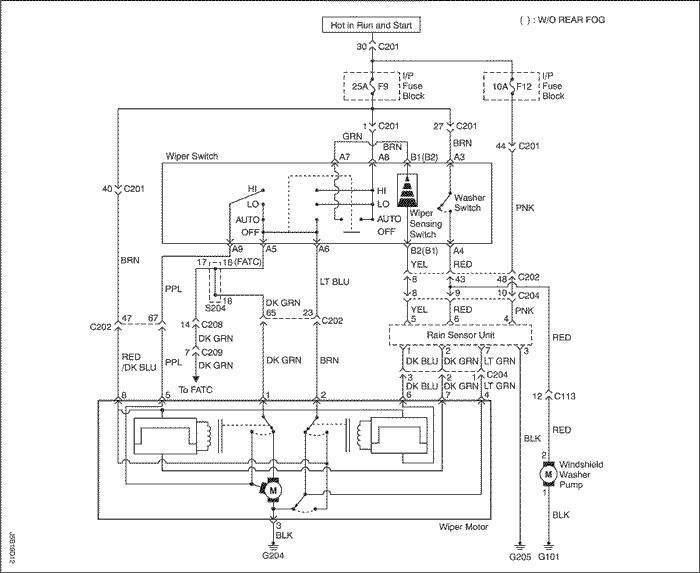 Hot in Run and Start
( ) : W/O REAR FOG
30 C201
25A F9
I/P
Fuse
Block
10A F12
I/P
Fuse
Block
1 C201
27 C201
44 C201
GRN
BRN
BRN
Wiper Switch
A7 A8 B1(B2) A3
40 C201
HI
LO
AUTO
OFF
HI
LO
AUTO
OFF
Wiper
Sensing
Switch
Washer
Switch
PNK
A9 A5 A6 B2(B1) A4
BRN
17 16 (FATC)
YEL RED
PPL
LT BLU
8 43 48 C202
18
S204
DK GRN
8 9 10 C204
YEL RED PNK
47 67
C202
14 C208
65 23 C202
5 6 4
DK GRN
Rain Sensor Unit
RED
RED
/DK BLU
PPL
7 C209
DK GRN
DK GRN
BRN
1 2 7 3
DK BLU DK GRN LT GRN
3 2 1 C204
DK BLU DK GRN LT GRN
To FATC
12 C113
8 5 1 2 6 7 4
BLK
RED
2
M
Windshield
Washer
Pump
1
M
BLK
3
Wiper Motor
BLK
G204
G205
G101